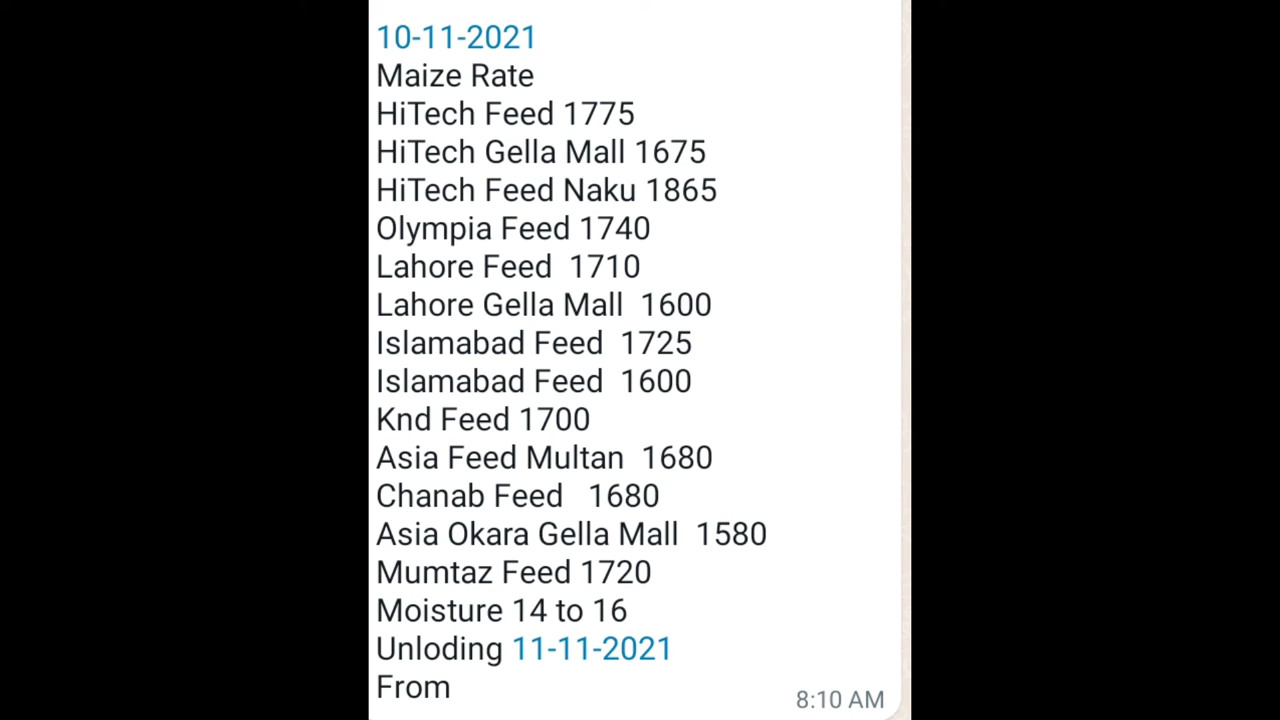 10-11-2021
Maize Rate
HiTech Feed 1775
HiTech Gella Mall 1675
HiTech Feed Naku 1865
Olympia Feed 1740
Lahore Feed  1710
Lahore Gella Mall  1600
Islamabad Feed  1725
Islamabad Feed  1600
Knd Feed 1700
Asia Feed Multan  1680
Chanab Feed   1680
Asia Okara Gella Mall  1580
Mumtaz Feed 1720
Moisture 14 to 16
Unloding 11-11-2021
From
8:10 AM